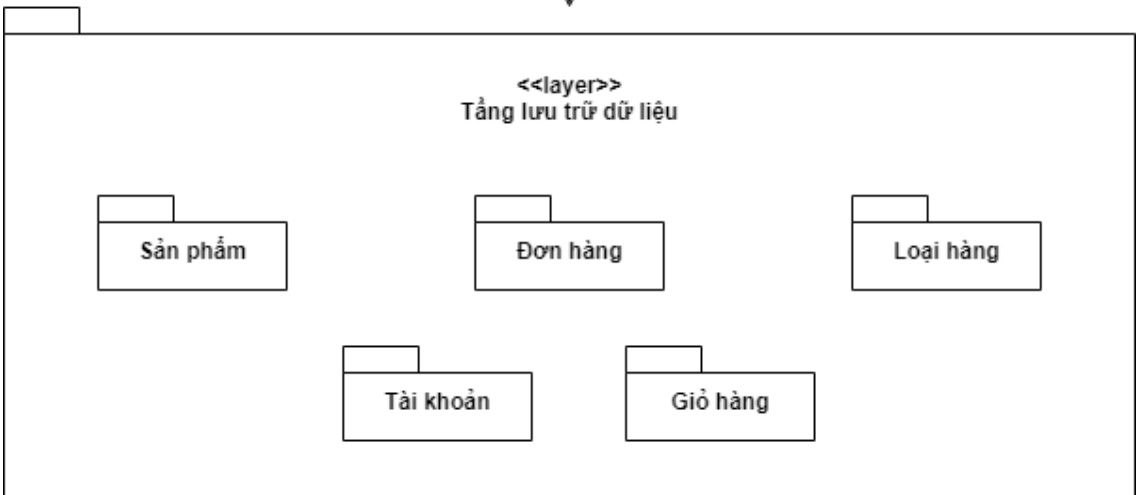 <<layer>>
Tầng lưu trữ dữ liệu
Sản phẩm
Đơn hàng
Loại hàng
Tài khoản
Giỏ hàng